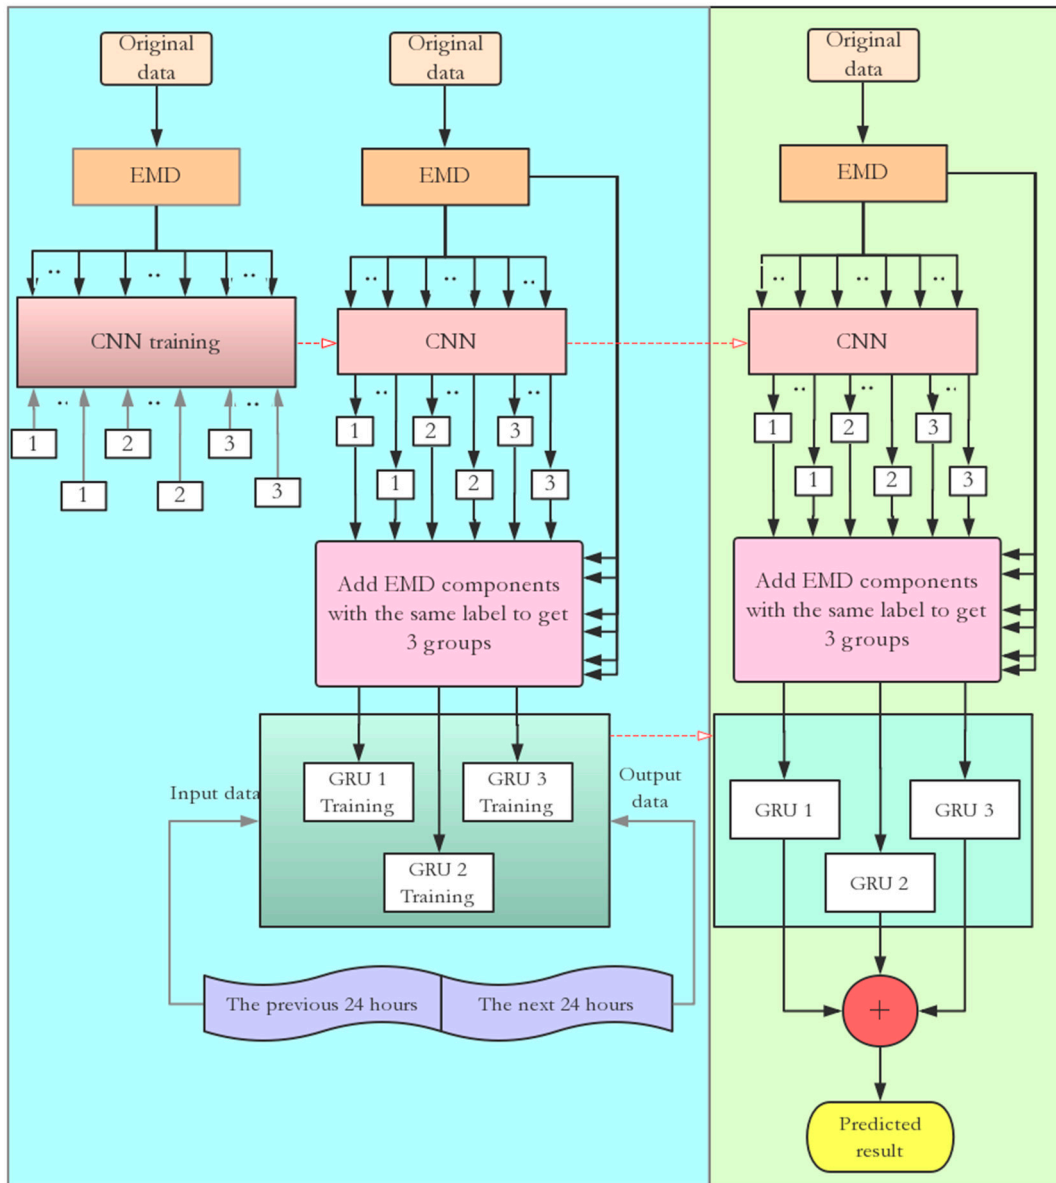 Original
data
EMD
..
..
..
CNN training
..
..
..
1
2
3
1
2
3
Original
data
EMD
..
..
..
CNN
..
..
..
1
2
3
1
2
3
Add EMD components
with the same label to get
3 groups
Input data
Output
data
GRU 1
Training
GRU 3
Training
GRU 2
Training
The previous 24 hours
The next 24 hours
Original
data
EMD
..
..
..
CNN
..
..
..
1
2
3
1
2
3
Add EMD components
with the same label to get
3 groups
GRU 1
GRU 3
GRU 2
+
Predicted
result